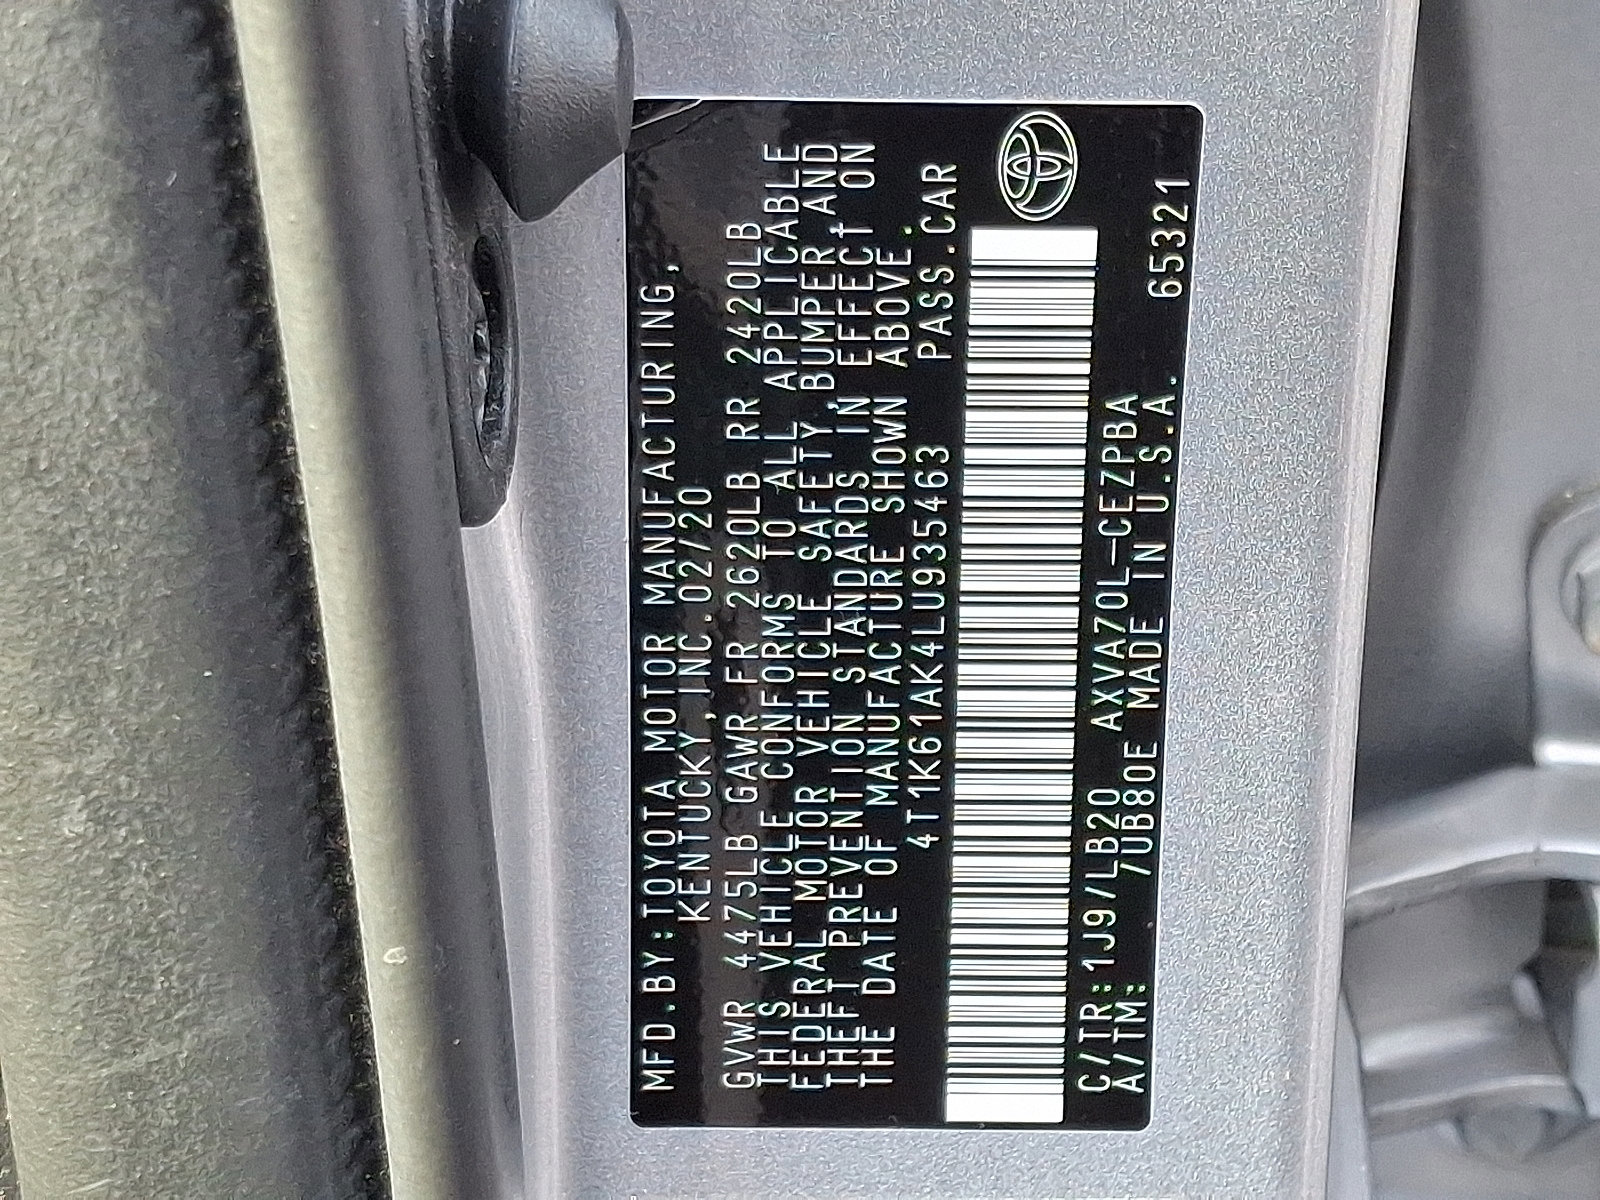 MFD.BY:TOYOTA MOTOR MANUFACTURING,
KENTUCKY,INC.02/20
GVWR 4475LB GAWR FR 2620LB RR 2420LB
THIS VEHICLE CONFORMS TO ALL APPLICABLE
FEDERAL MOTOR VEHICLE SAFETY, BUMPER,AND
THEFT PREVENTION STANDARDS IN EFFECT ON
THE DATE OF MANUFACTURE SHOWN ABOVE.
4T1K61AK4LU935463 PASS.CAR
C/TR:1J9/LB20 AXVA70L-CEZPBA
A/TM: /UB80E MADE IN U.S.A. 65321